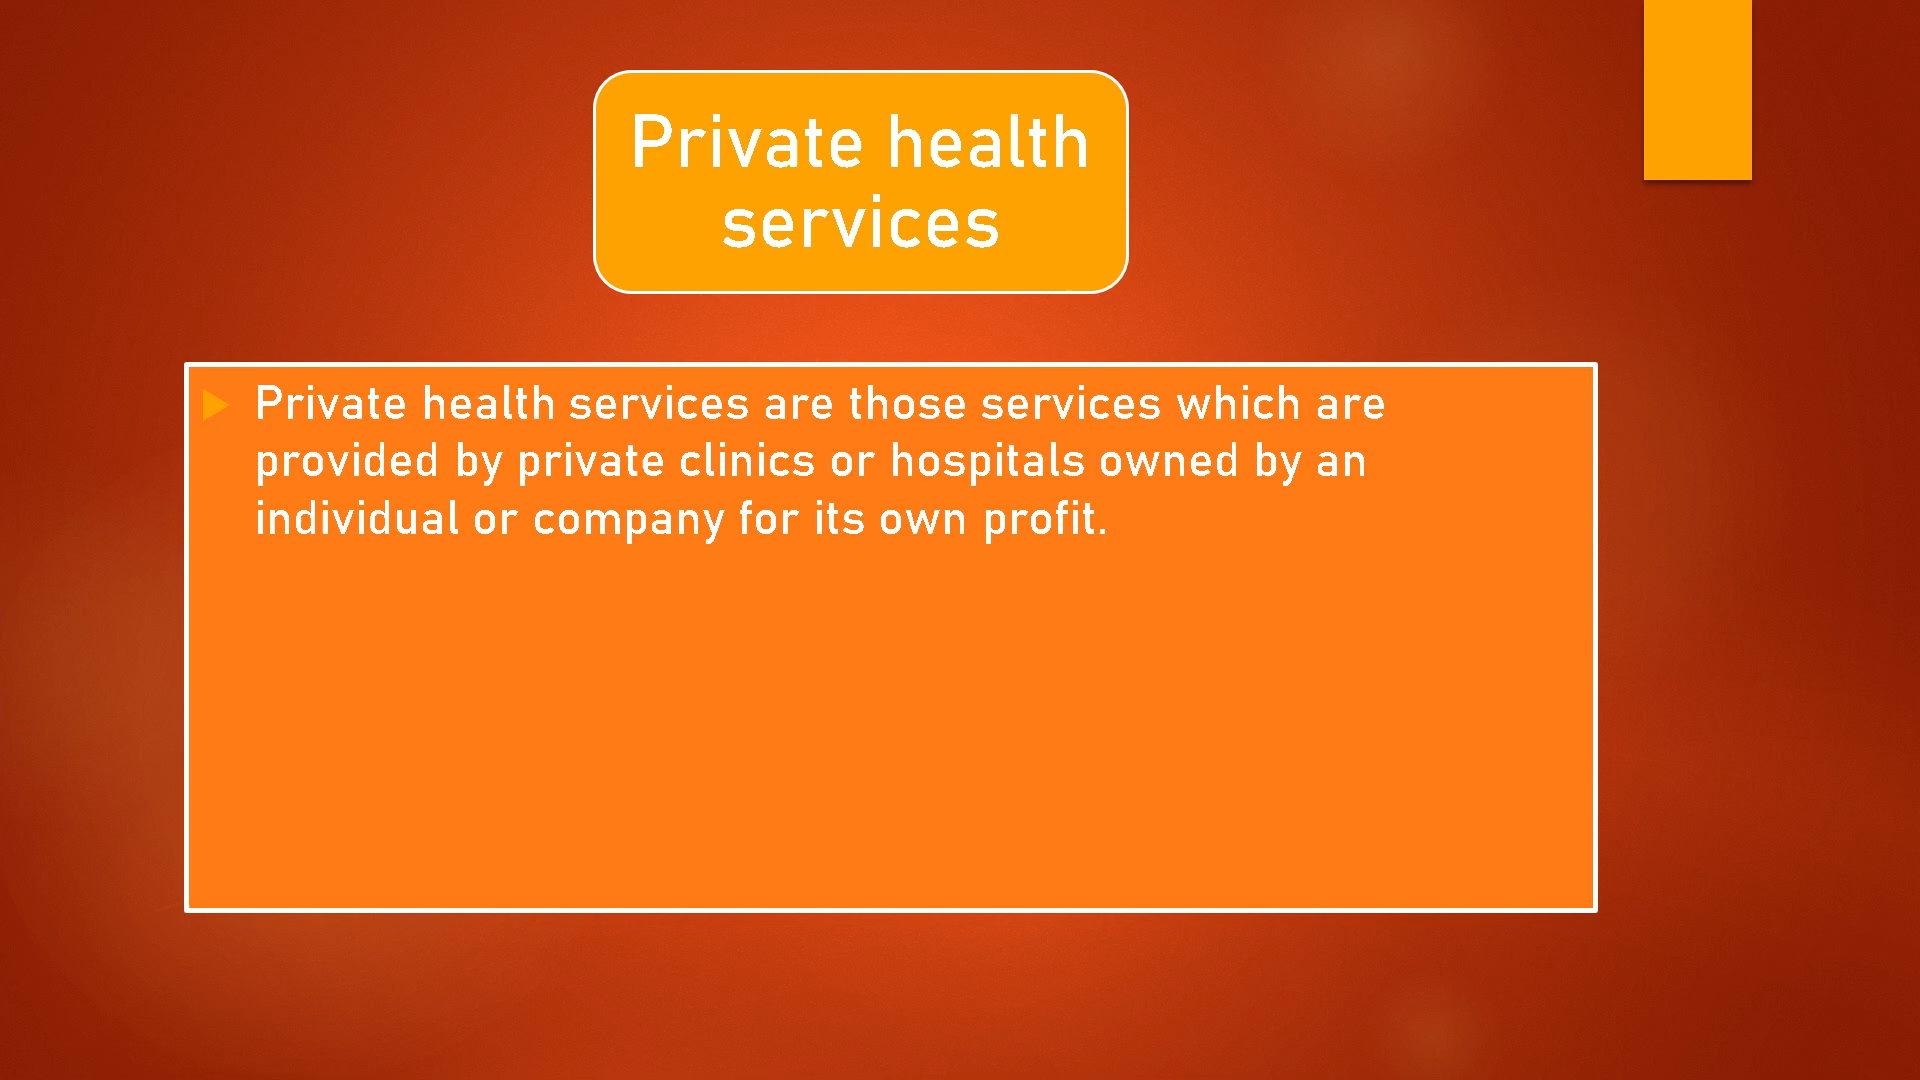 Private health
services
Private health services are those services which are
provided by private clinics or hospitals owned by an
individual or company for its own profit.